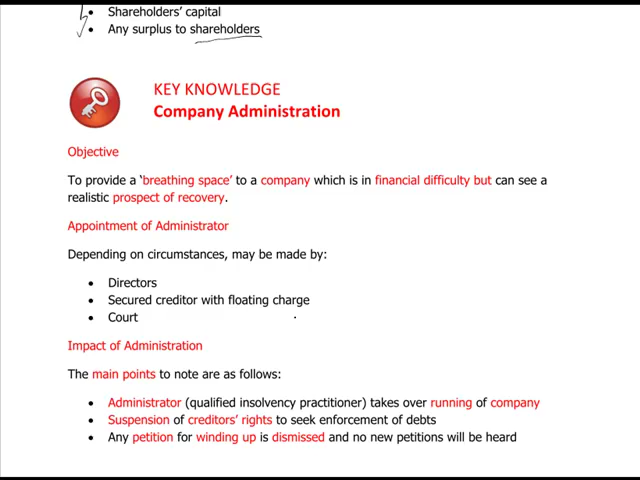 • Shareholders' capital
• Any surplus to shareholders
KEY KNOWLEDGE
Company Administration
Objective
To provide a 'breathing space' to a company which is in financial difficulty but can see a
realistic prospect of recovery.
Appointment of Administrator
Depending on circumstances, may be made by:
• Directors
• Secured creditor with floating charge
• Court
Impact of Administration
The main points to note are as follows:
• Administrator (qualified insolvency practitioner) takes over running of company
• Suspension of creditors' rights to seek enforcement of debts
• Any petition for winding up is dismissed and no new petitions will be heard